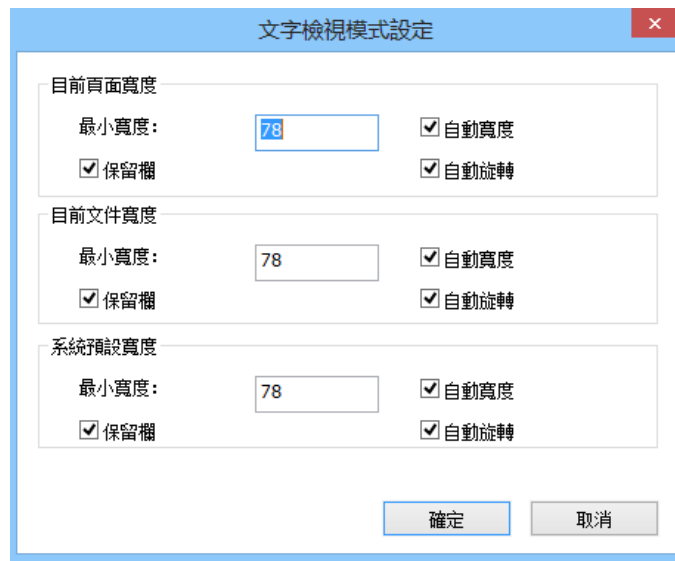 文字檢視模式設定
目前頁面寬度
最小寬度: 78 自動寬度
保留欄 自動旋轉
目前文件寬度
最小寬度: 78 自動寬度
保留欄 自動旋轉
系統預設寬度
最小寬度: 78 自動寬度
保留欄 自動旋轉
確定 取消